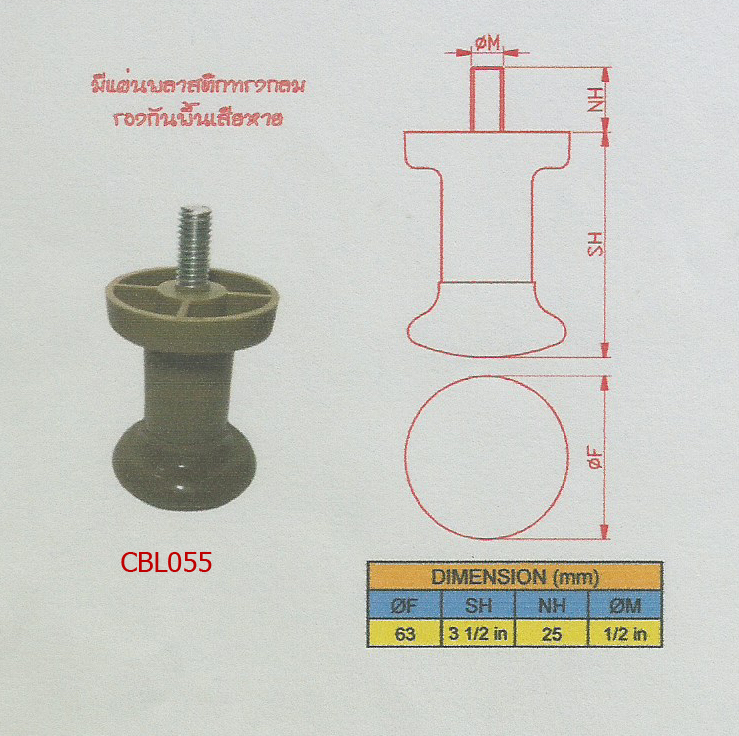 มีแผ่นพลาสติกทรงกลม
รองกันพื้นเสียหาย
ØM
NH
SH
ØF
CBL055
DIMENSION (mm)
ØF SH NH ØM
63 3 1/2 in 25 1/2 in